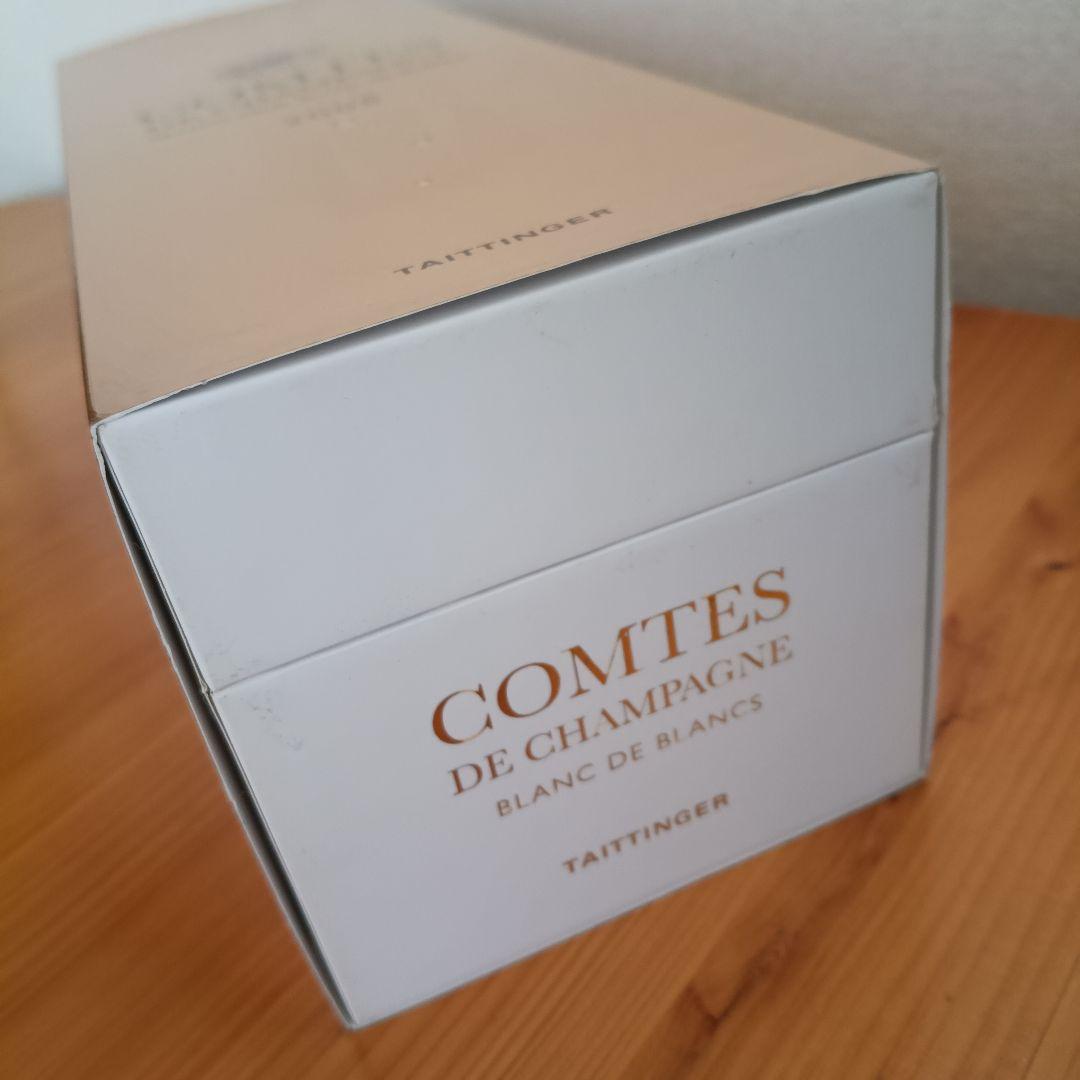 TAITTINGER
COMTES
DE CHAMPAGNE
BLANC DE BLANCS
TAITTINGER